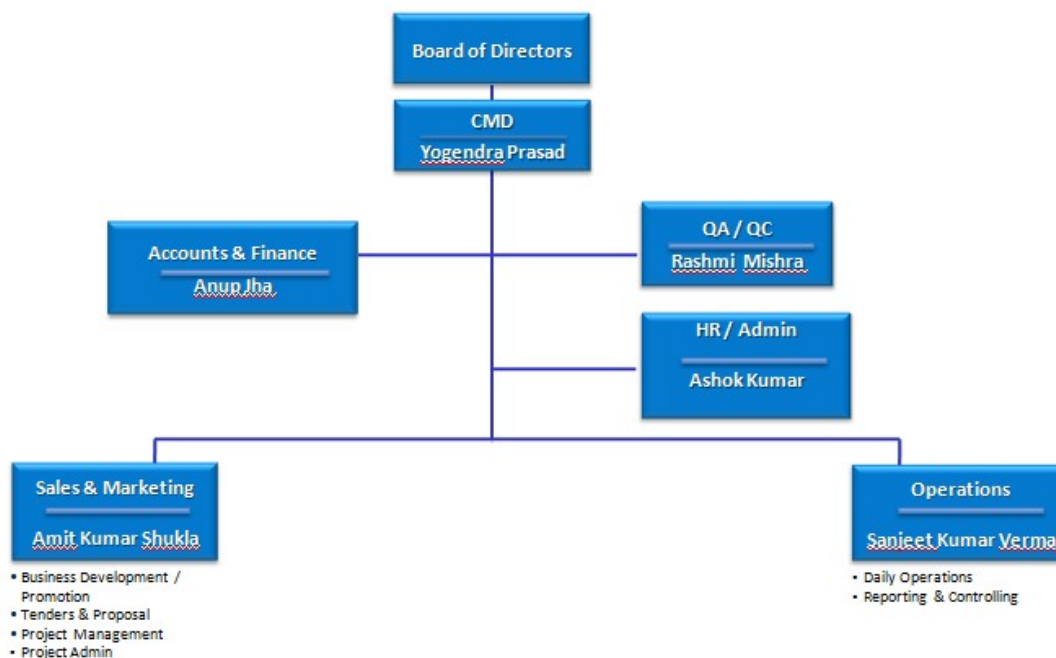 Board of Directors
CMD
Yogendra Prasad
Accounts & Finance
Anup Jha
QA / QC
Rashmi Mishra
HR / Admin
Ashok Kumar
Sales & Marketing
Amit Kumar Shukla
• Business Development /
Promotion
• Tenders & Proposal
• Project Management
• Project Admin
Operations
Sanjeet Kumar Verma
• Daily Operations
• Reporting & Controlling